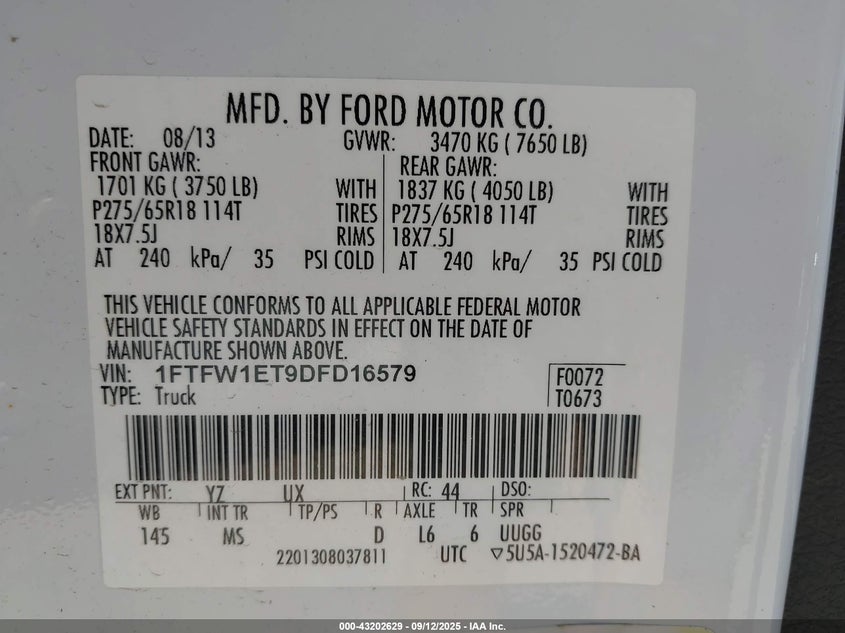 MFD. BY FORD MOTOR CO.
DATE: 08/13 GVWR: 3470 KG ( 7650 LB)
FRONT GAWR: REAR GAWR:
1701 KG ( 3750 LB) WITH 1837 KG ( 4050 LB) WITH
P275/65R18 114T TIRES P275/65R18 114T TIRES
18X7.5J RIMS 18X7.5J RIMS
AT 240 kPa/ 35 PSI COLD AT 240 kPa/ 35 PSI COLD
THIS VEHICLE CONFORMS TO ALL APPLICABLE FEDERAL MOTOR
VEHICLE SAFETY STANDARDS IN EFFECT ON THE DATE OF
MANUFACTURE SHOWN ABOVE.
VIN: 1FTFW1ET9DFD16579 F0072
TYPE: Truck T0673
EXT PNT: YZ UX RC: 44 DSO:
WB INT TR TP/PS R AXLE TR SPR
145 MS D L6 6 UUGG
2201308037811 UTC ▽5U5A-1520472-BA
000-43202629 - 09/12/2025 - IAA Inc.